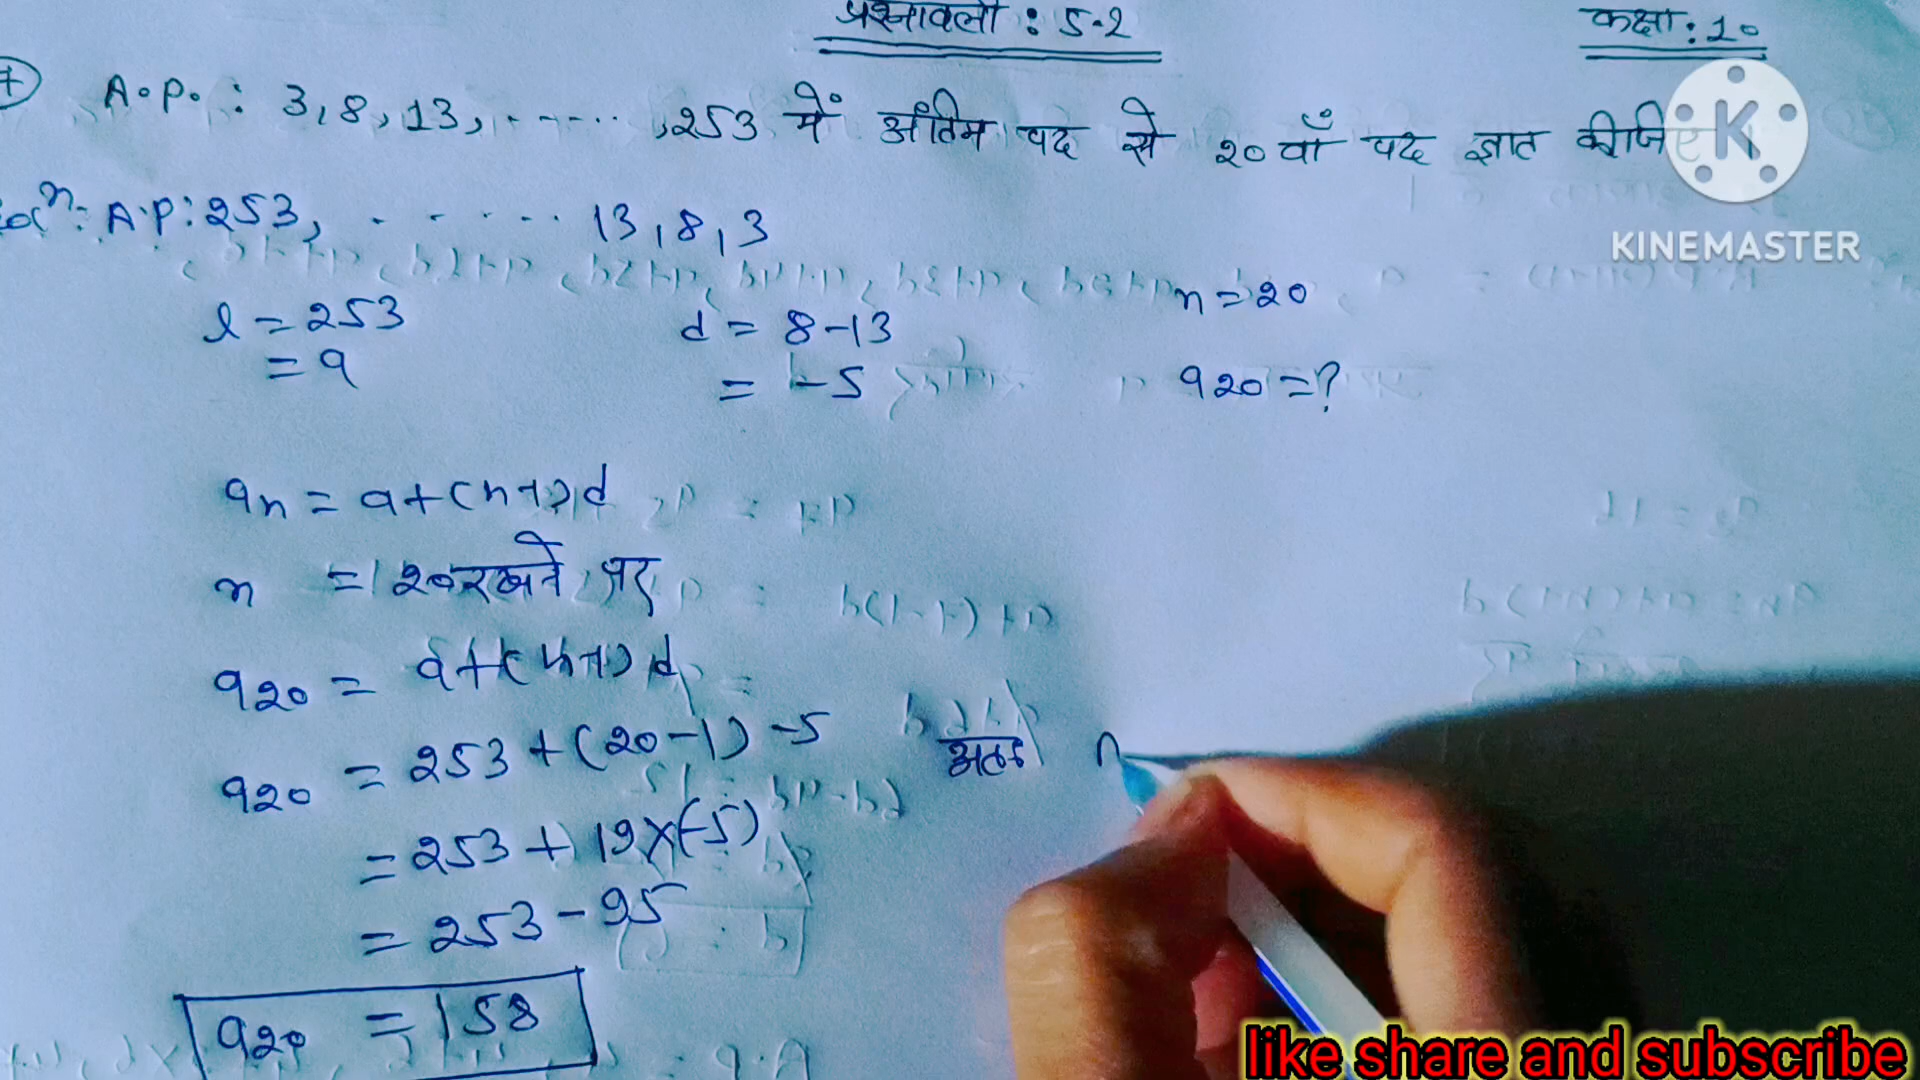 प्रश्नावली : 5.2
कक्षा : 10
A.P. : 3, 8, 13, ......, 253 में अंतिम पद से 20वाँ पद ज्ञात
KINEMASTER
A.P : 253, ...... 13, 8, 3
l = 253
= a
d = 8-13
= -5
n = 20
a20 = ?
an = a+(n-1)d
n = 20 रखने पर
a20 = a+(n-1)d
a20 = 253+(20-1)-5
= 253+19×(-5)
= 253-95
a20 = 158
like share and subscribe